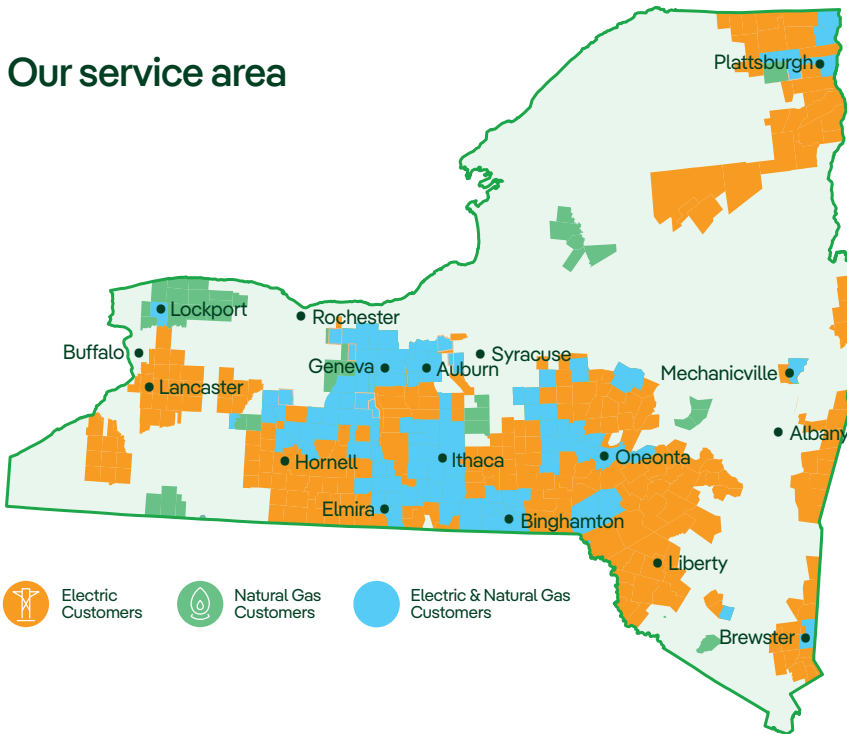 Our service area
Plattsburgh
Lockport
Rochester
Buffalo
Syracuse
Geneva
Auburn
Mechanicville
Lancaster
Albany
Hornell
Ithaca
Oneonta
Elmira
Binghamton
Liberty
Electric
Customers
Natural Gas
Customers
Electric & Natural Gas
Customers
Brewster